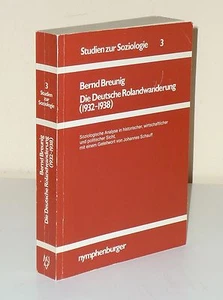 Studien zur Soziologie 3
Bernd Breunig
Die Deutsche Rolandwanderung
(1932-1938)
Soziologische Analyse in historischer, wirtschaftlicher
und politischer Sicht,
mit einem Geleitwort von Johannes Schauff
nymphenburger
3
Studien
zur
Soziologie
Bernd Breunig
Die Deutsche Rolandwanderung
(1932-1938)